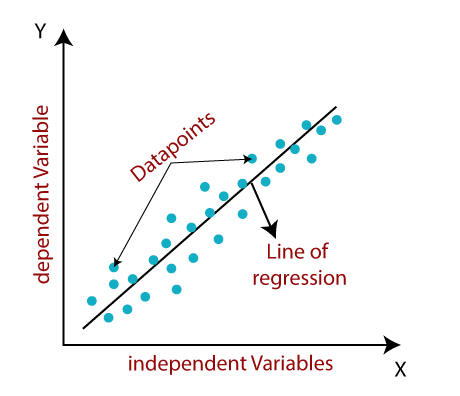 Y
dependent Variable
Datapoints
Line of
regression
independent Variables
X